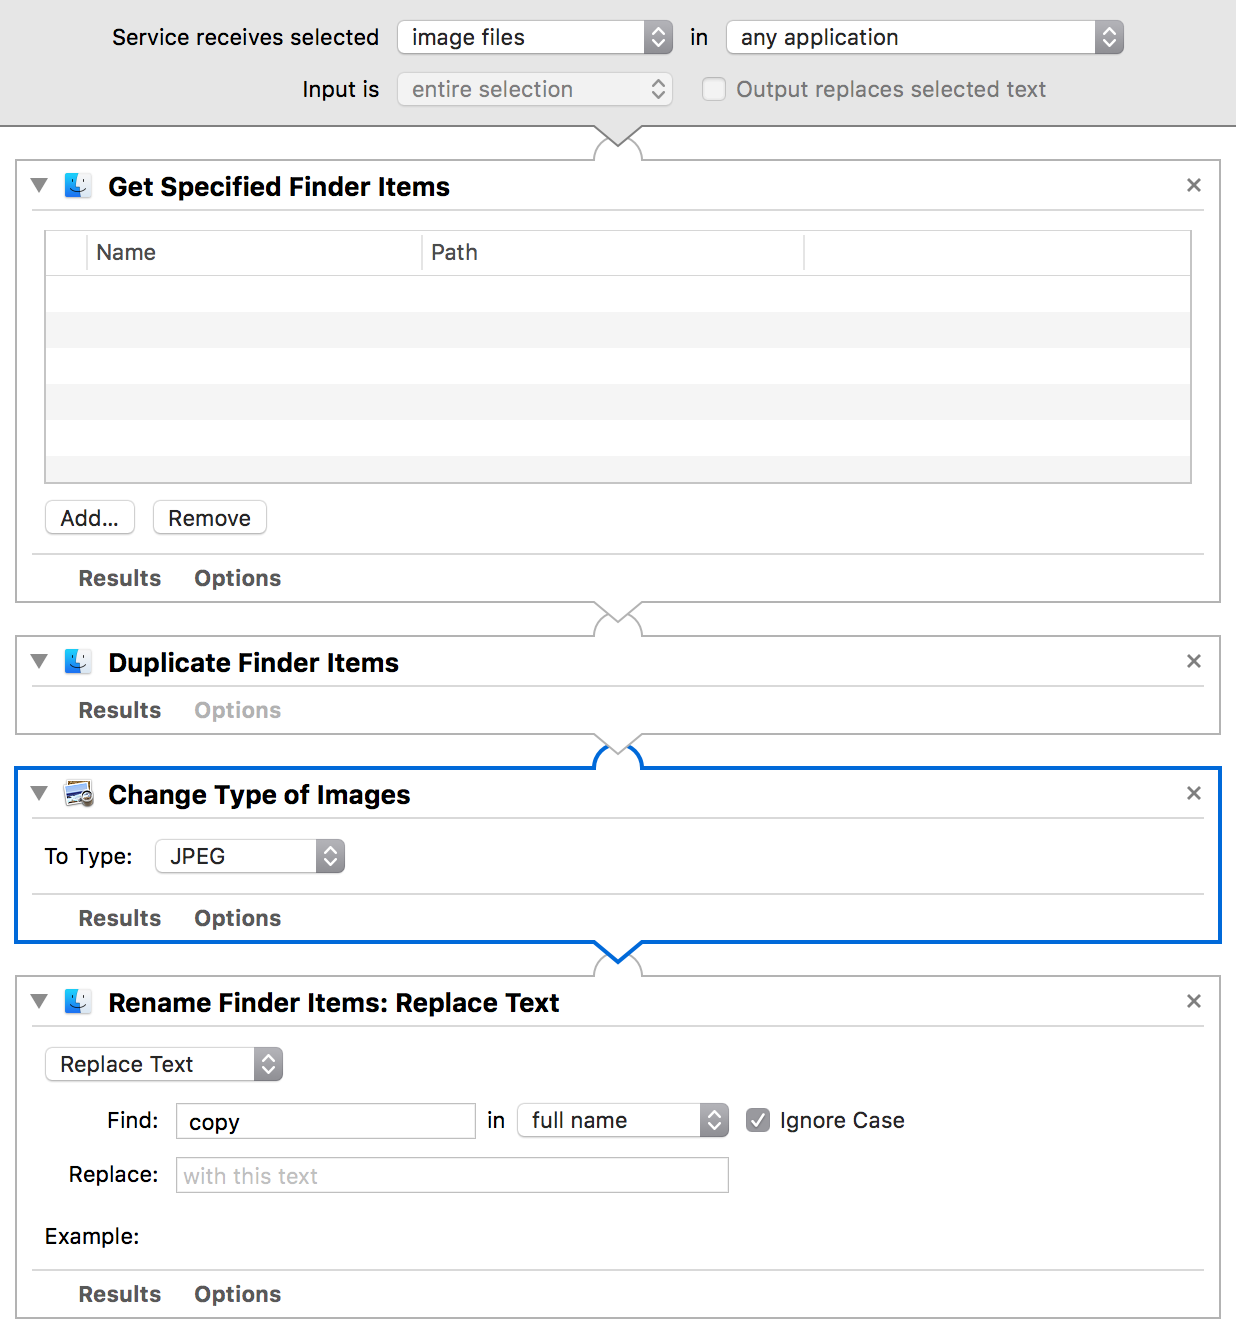 Service receives selected image files in any application
Input is entire selection Output replaces selected text
Get Specified Finder Items
Name Path
Add... Remove
Results Options
Duplicate Finder Items
Results Options
Change Type of Images
To Type: JPEG
Results Options
Rename Finder Items: Replace Text
Replace Text
Find: copy in full name Ignore Case
Replace: with this text
Example:
Results Options